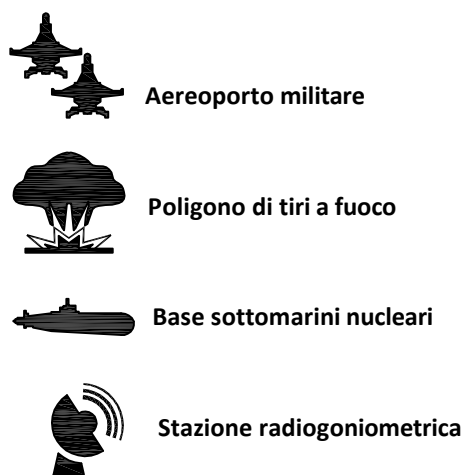 Aereoporto militare
Poligono di tiri a fuoco
Base sottomarini nucleari
Stazione radiogoniometrica